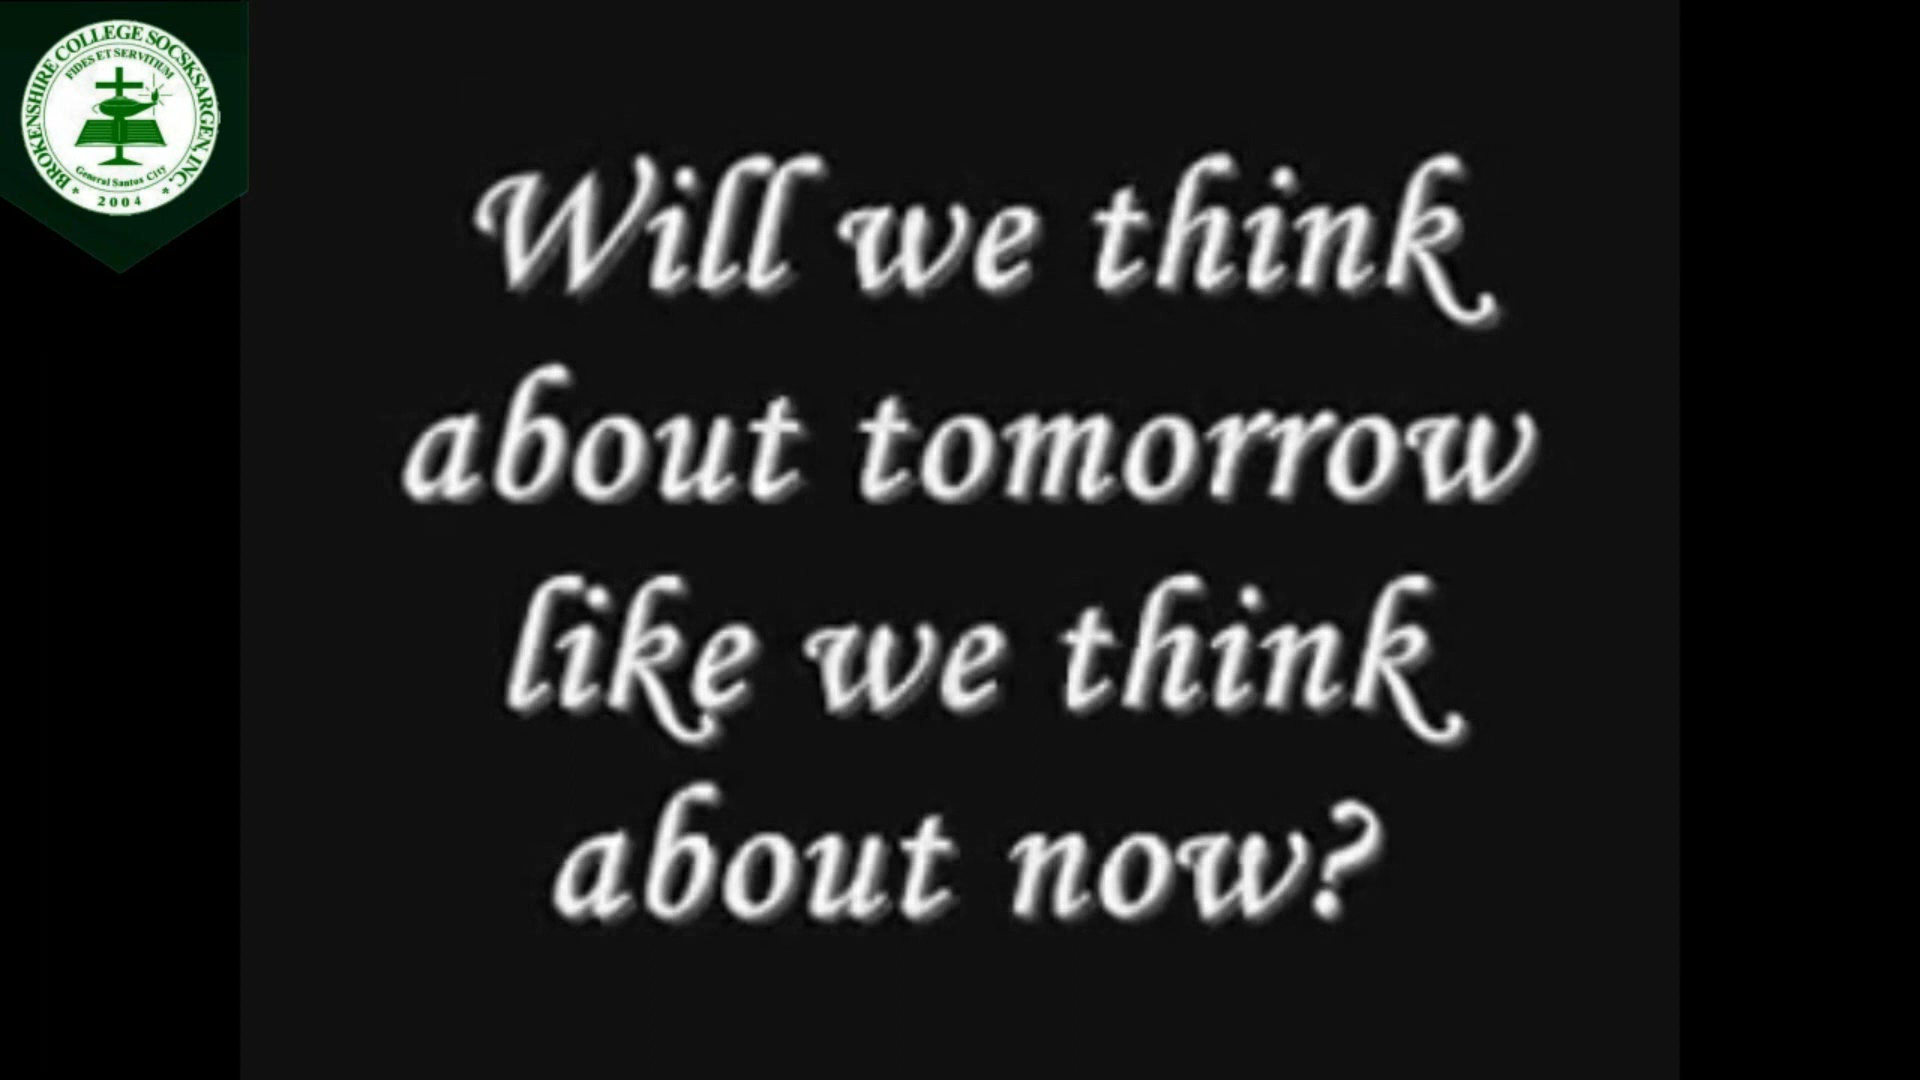 BROKENSHIRE COLLEGE SOCSKSARGEN, INC.
FIDES ET SERVITIUM
General Santos City
2004
Will we think
about tomorrow
like we think
about now?